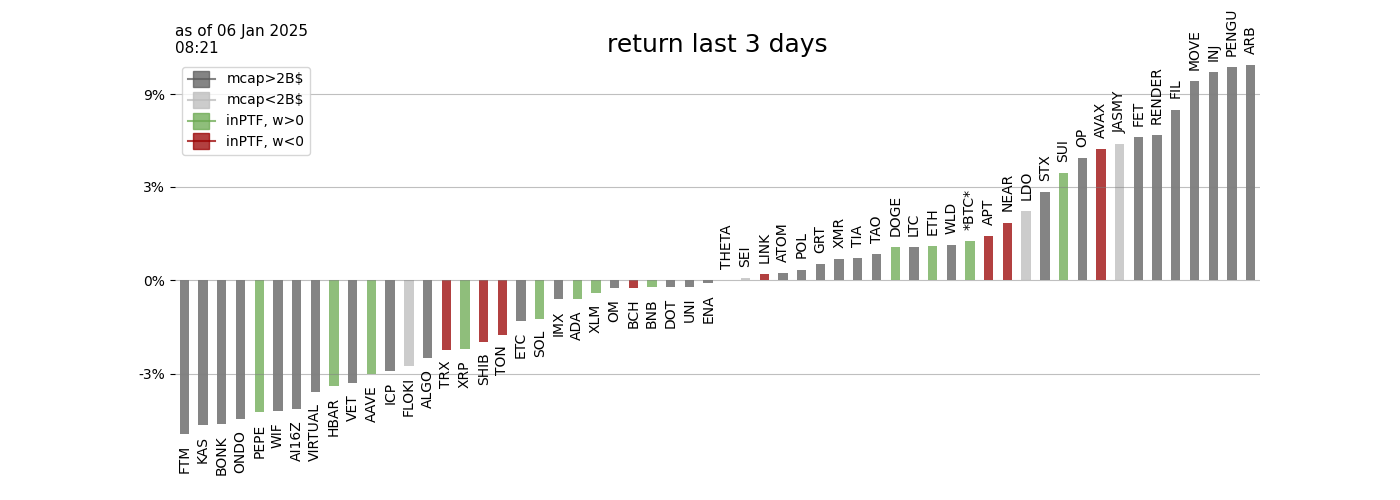 as of 06 Jan 2025
08:21
return last 3 days
mcap>2B$
mcap<2B$
inPTF, w>0
inPTF, w<0
9%
3%
0%
-3%
FTM
KAS
BONK
ONDO
PEPE
WIF
AI16Z
VIRTUAL
HBAR
VET
AAVE
ICP
FLOKI
ALGO
TRX
XRP
SHIB
TON
ETC
SOL
IMX
ADA
XLM
OM
BCH
BNB
DOT
UNI
ENA
THETA
SEI
LINK
ATOM
POL
GRT
XMR
TIA
TAO
DOGE
LTC
ETH
WLD
*BTC*
APT
NEAR
LDO
STX
SUI
OP
AVAX
JASMY
FET
RENDER
FIL
MOVE
INJ
PENGU
ARB